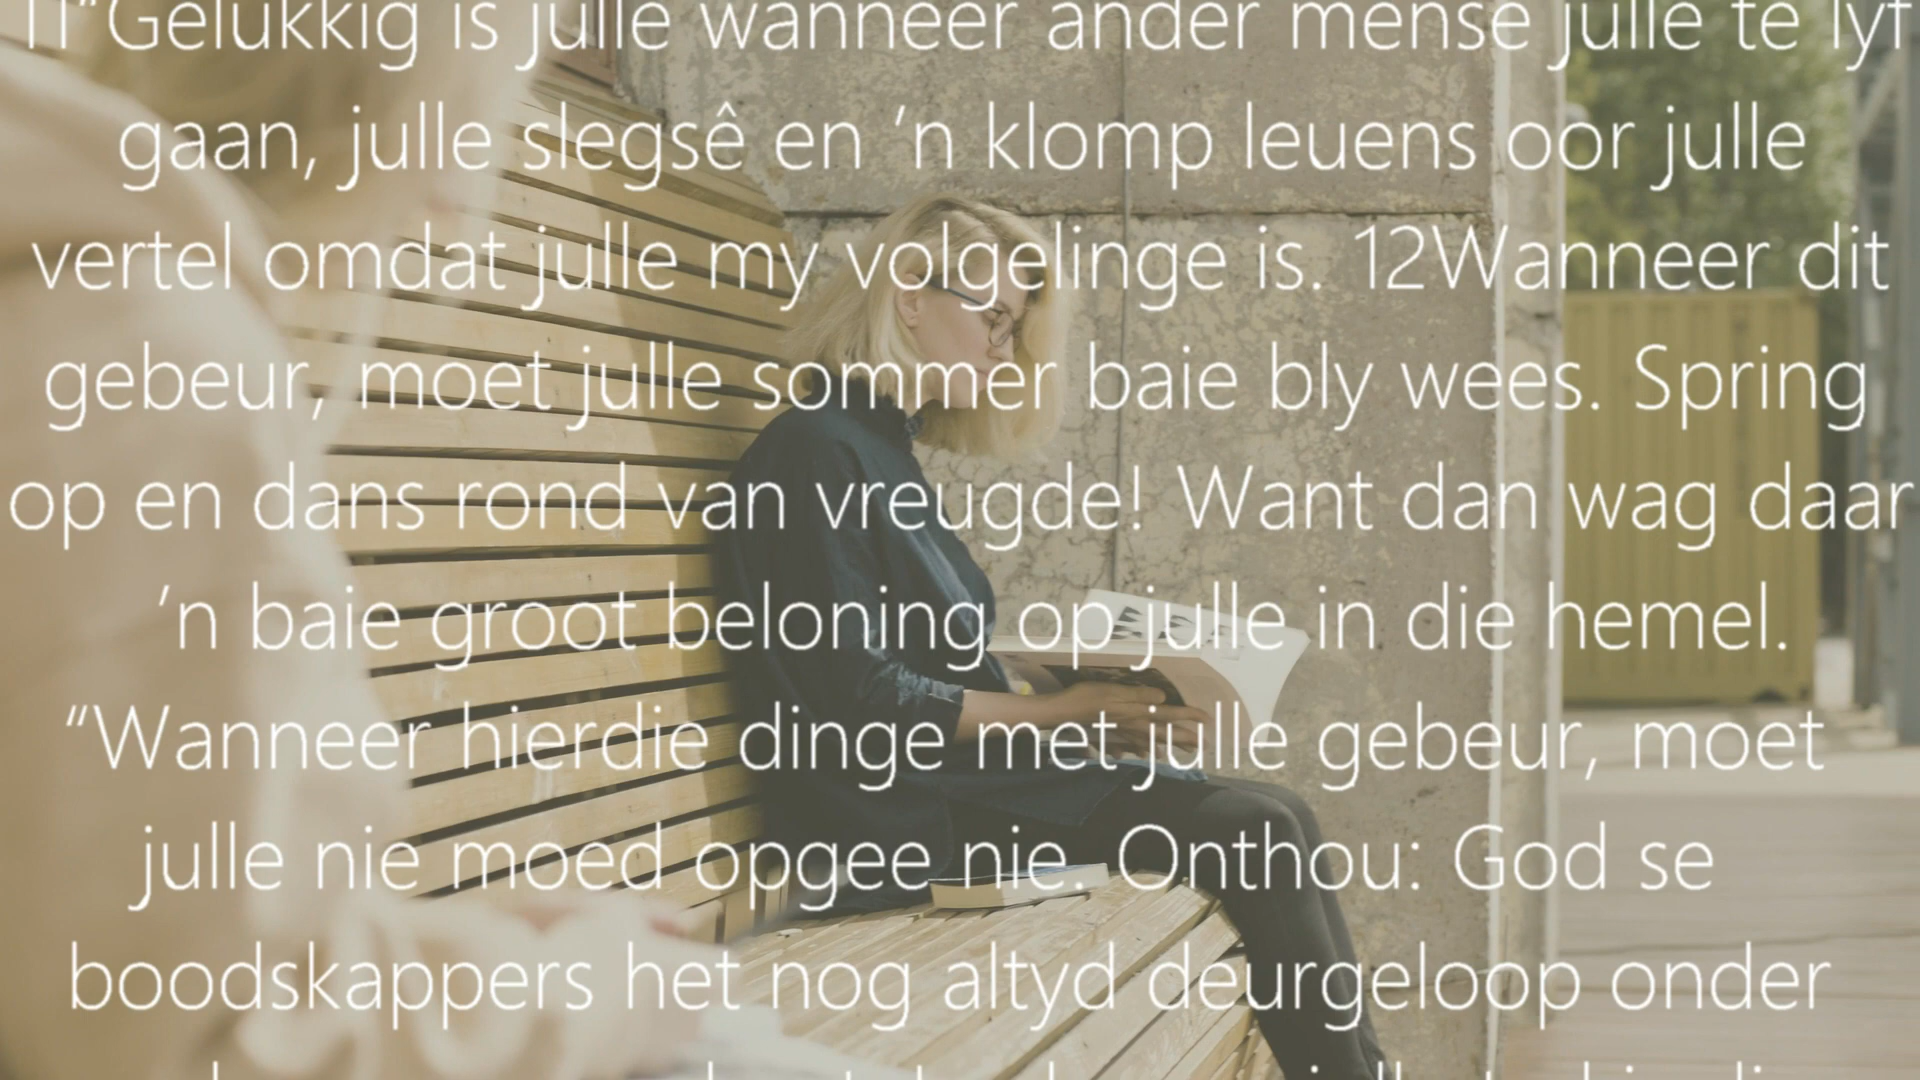 11“Gelukkig is julle wanneer ander mense julle te lyf
gaan, julle slegsê en ’n klomp leuens oor julle
vertel omdat julle my volgelinge is. 12Wanneer dit
gebeur, moet julle sommer baie bly wees. Spring
op en dans rond van vreugde! Want dan wag daar
’n baie groot beloning op julle in die hemel.
“Wanneer hierdie dinge met julle gebeur, moet
julle nie moed opgee nie. Onthou: God se
boodskappers het nog altyd deurgeloop onder